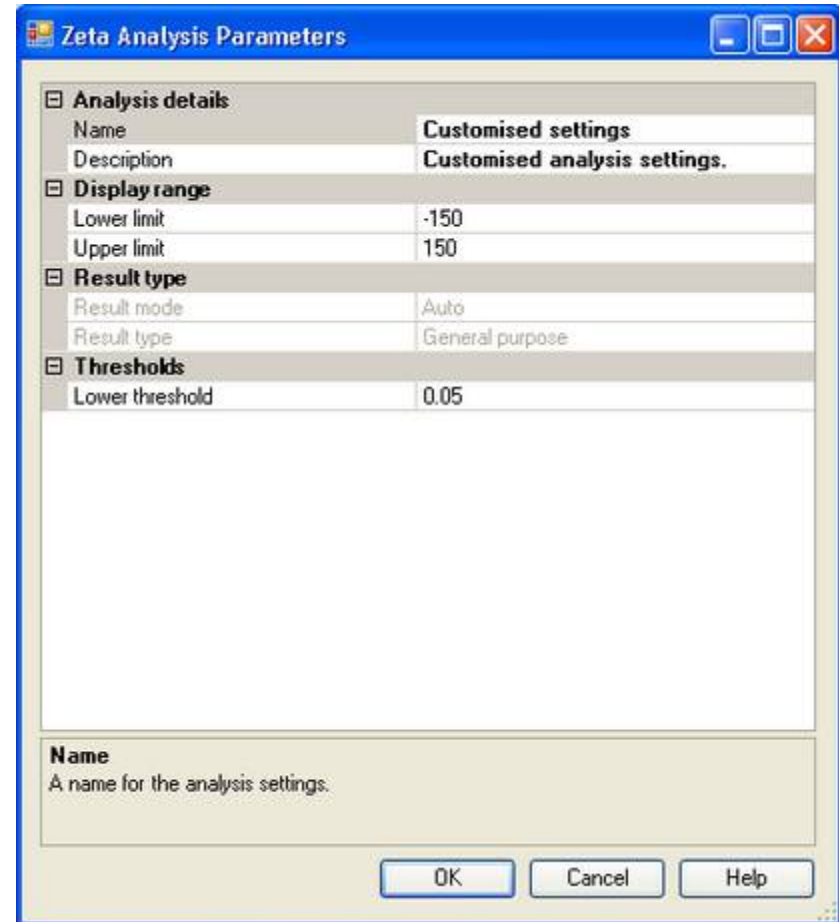 Zeta Analysis Parameters
Analysis details
Name Customised settings
Description Customised analysis settings.
Display range
Lower limit -150
Upper limit 150
Result type
Result mode Auto
Result type General purpose
Thresholds
Lower threshold 0.05
Name
A name for the analysis settings.
OK Cancel Help